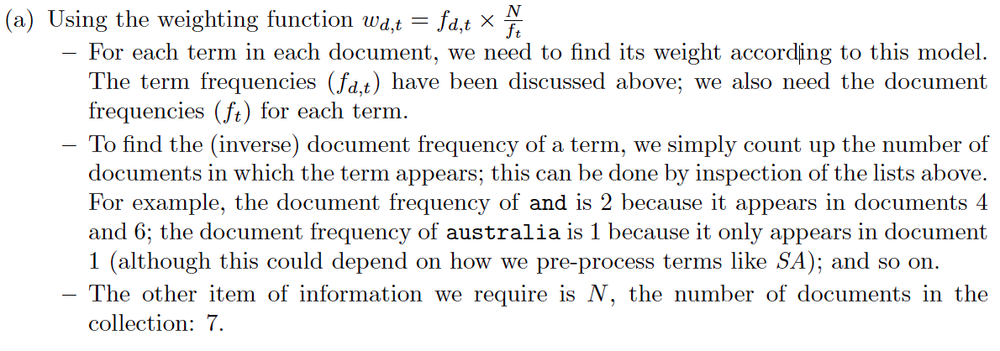 (a) Using the weighting function w_{d,t} = f_{d,t} × \frac{N}{f_t}
– For each term in each document, we need to find its weight according to this model.
The term frequencies (f_{d,t}) have been discussed above; we also need the document
frequencies (f_t) for each term.
– To find the (inverse) document frequency of a term, we simply count up the number of
documents in which the term appears; this can be done by inspection of the lists above.
For example, the document frequency of and is 2 because it appears in documents 4
and 6; the document frequency of australia is 1 because it only appears in document
1 (although this could depend on how we pre-process terms like SA); and so on.
– The other item of information we require is N, the number of documents in the
collection: 7.